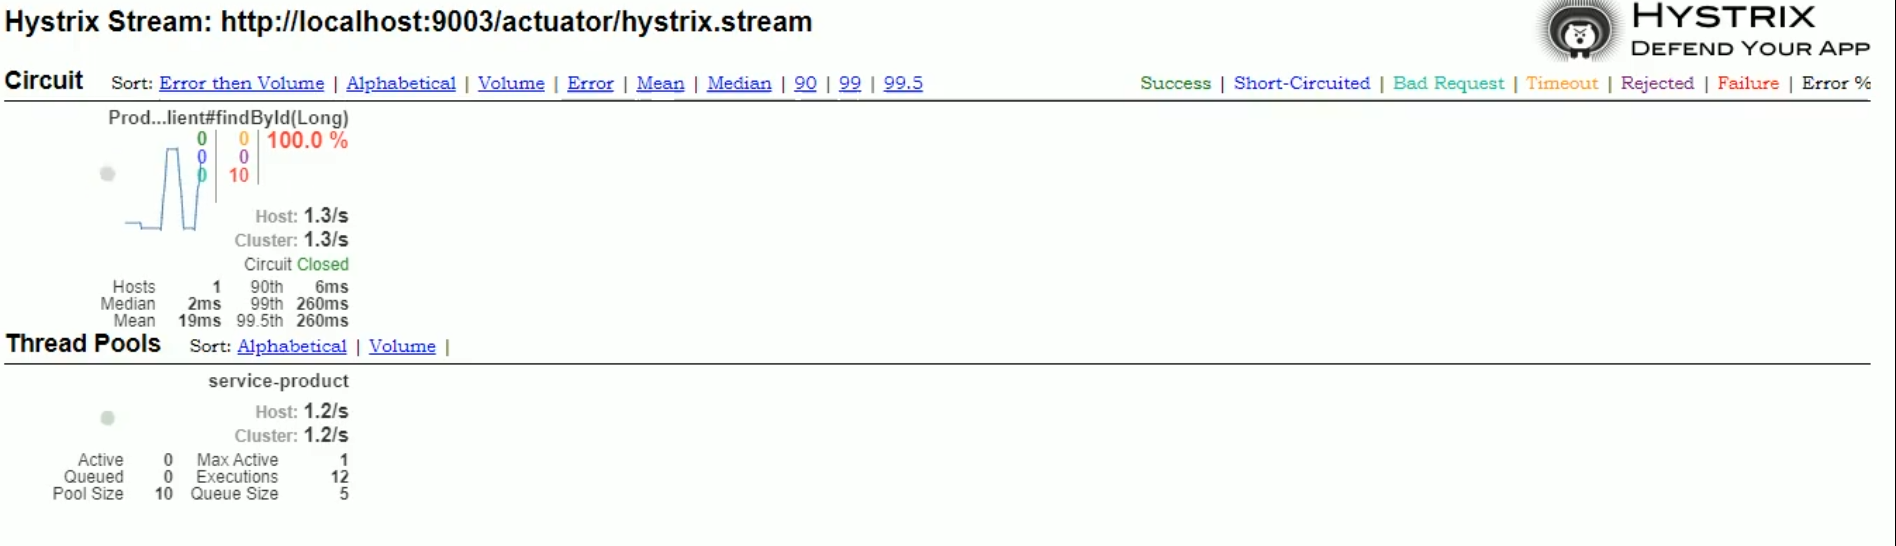 Hystrix Stream: http://localhost:9003/actuator/hystrix.stream
HYSTRIX
DEFEND YOUR APP
Circuit Sort: Error then Volume | Alphabetical | Volume | Error | Mean | Median | 90 | 99 | 99.5
Success | Short-Circuited | Bad Request | Timeout | Rejected | Failure | Error %
Prod...lient#findById(Long)
0 0 100.0 %
0 0
0 10
Host: 1.3/s
Cluster: 1.3/s
Circuit Closed
Hosts 1 90th 6ms
Median 2ms 99th 260ms
Mean 19ms 99.5th 260ms
Thread Pools Sort: Alphabetical | Volume |
service-product
Host: 1.2/s
Cluster: 1.2/s
Active 0 Max Active 1
Queued 0 Executions 12
Pool Size 10 Queue Size 5